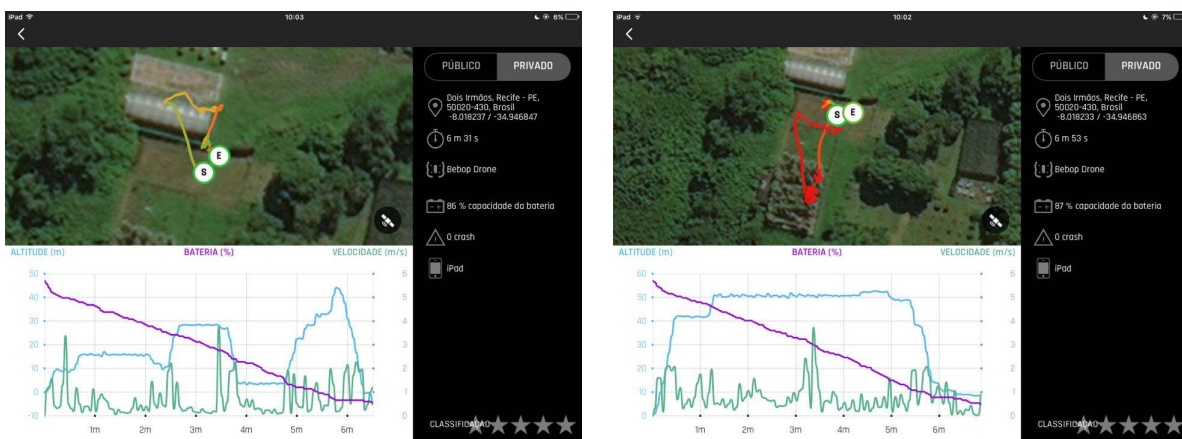 iPad
10:03
6%
PÚBLICO
PRIVADO
Dois Irmãos, Recife - PE,
50020-430, Brasil
-8.018237 / -34.946847
6 m 31 s
Bebop Drone
86 % capacidade da bateria
0 crash
iPad
CLASSIFICAÇÃO
S
E
ALTITUDE (m)
BATERIA (%)
VELOCIDADE (m/s)
50
40
30
20
10
0
-10
6
5
4
3
2
1
0
1m
2m
3m
4m
5m
6m
iPad
10:02
7%
PÚBLICO
PRIVADO
Dois Irmãos, Recife - PE,
50020-430, Brasil
-8.018233 / -34.946863
6 m 53 s
Bebop Drone
87 % capacidade da bateria
0 crash
iPad
CLASSIFICAÇÃO
S
E
ALTITUDE (m)
BATERIA (%)
VELOCIDADE (m/s)
60
50
40
30
20
10
0
6
5
4
3
2
1
0
1m
2m
3m
4m
5m
6m